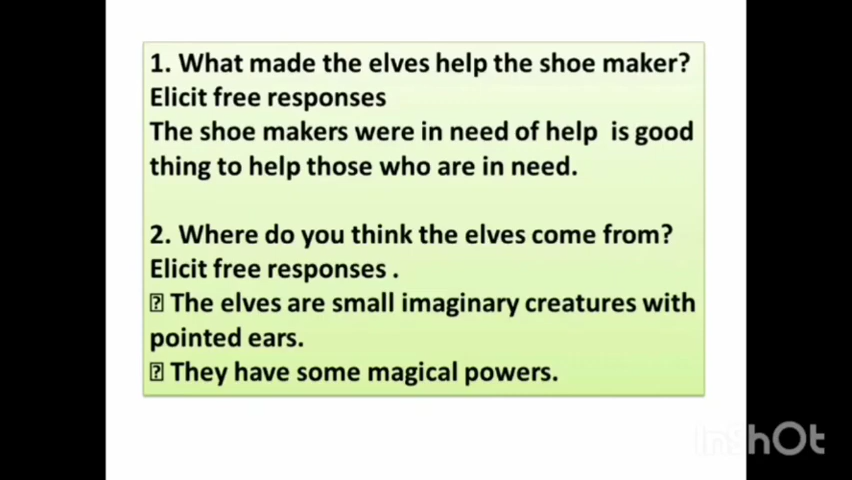 1. What made the elves help the shoe maker?
Elicit free responses
The shoe makers were in need of help is good
thing to help those who are in need.
2. Where do you think the elves come from?
Elicit free responses .
⍰ The elves are small imaginary creatures with
pointed ears.
⍰ They have some magical powers.
InShOt